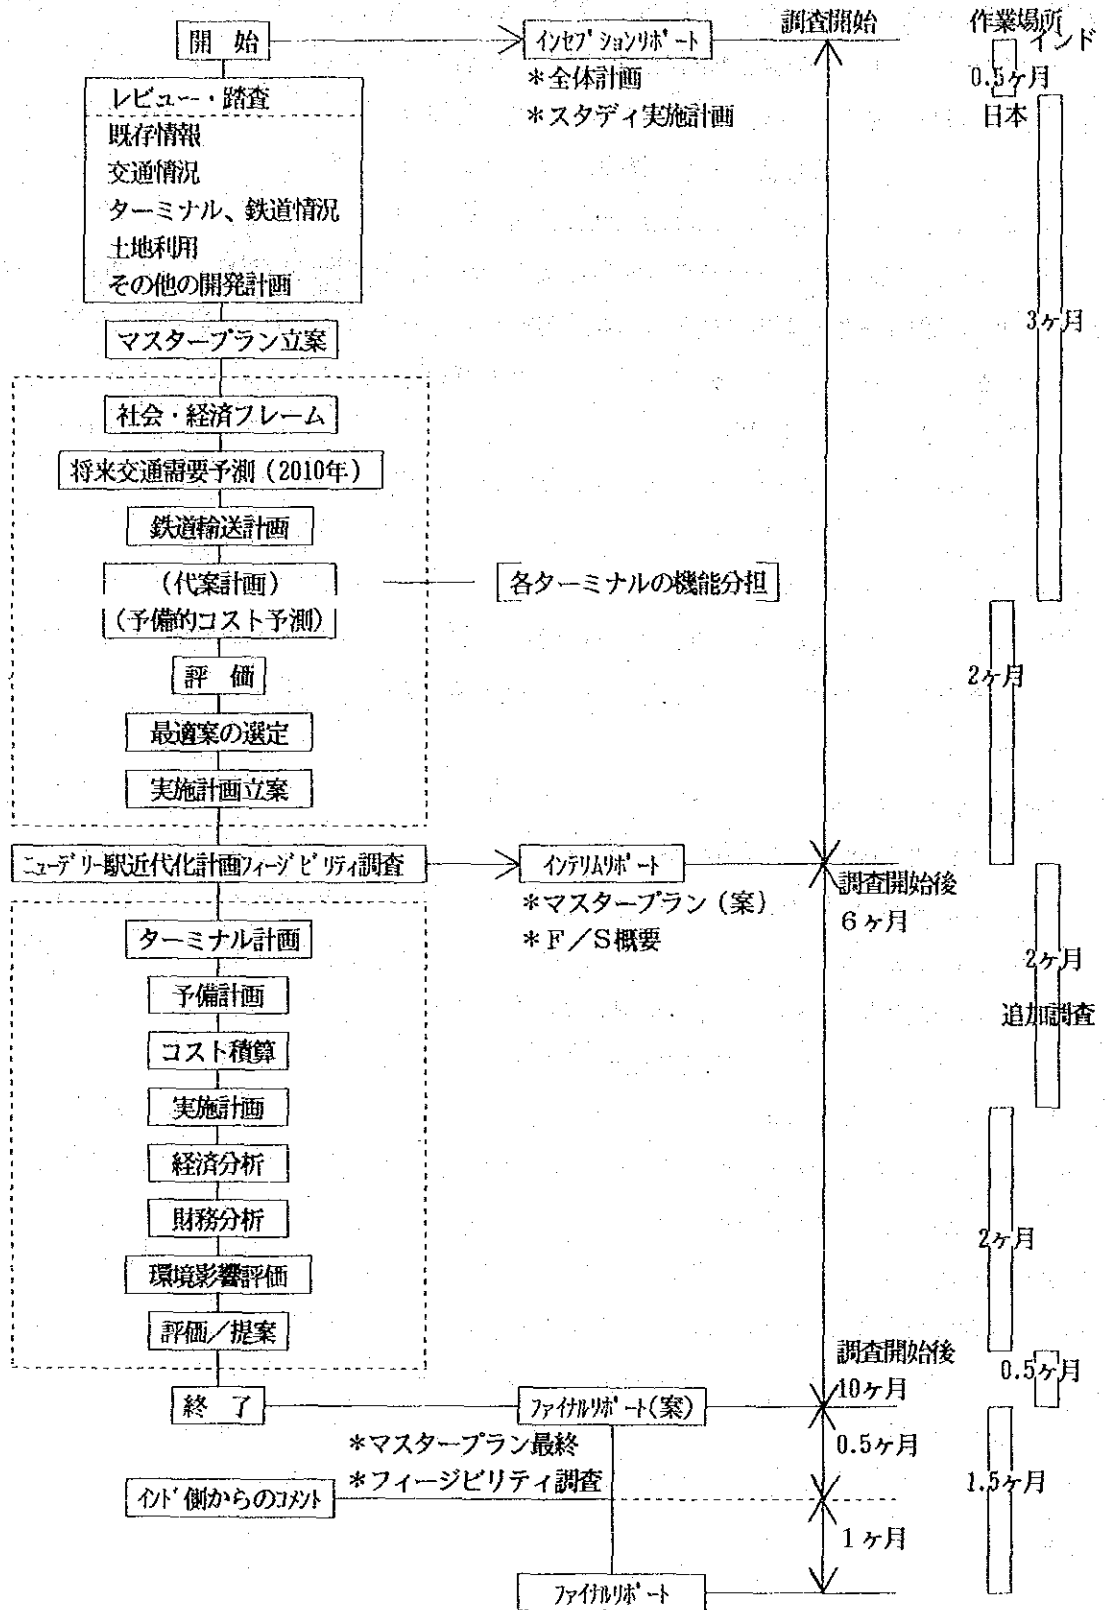 調査開始
作業場所
開 始
インセプションリポート
インド
＊全体計画
0.5ヶ月
レビュー・踏査
＊スタディ実施計画
日本
既存情報
交通情況
ターミナル、鉄道情況
土地利用
その他の開発計画
3ヶ月
マスタープラン立案
社会・経済フレーム
将来交通需要予測（2010年）
鉄道輸送計画
（代案計画）
各ターミナルの機能分担
（予備的コスト予測）
評 価
2ヶ月
最適案の選定
実施計画立案
ニューデリー駅近代化計画フィージビリティ調査
インテリムリポート
調査開始後
＊マスタープラン（案）
6ヶ月
＊F／S概要
ターミナル計画
2ヶ月
予備計画
追加調査
コスト積算
実施計画
経済分析
財務分析
2ヶ月
環境影響評価
評価／提案
調査開始後
0.5ヶ月
10ヶ月
終 了
ファイナルリポート(案)
＊マスタープラン最終
0.5ヶ月
＊フィージビリティ調査
インド側からのコメント
1.5ヶ月
1ヶ月
ファイナルリポート